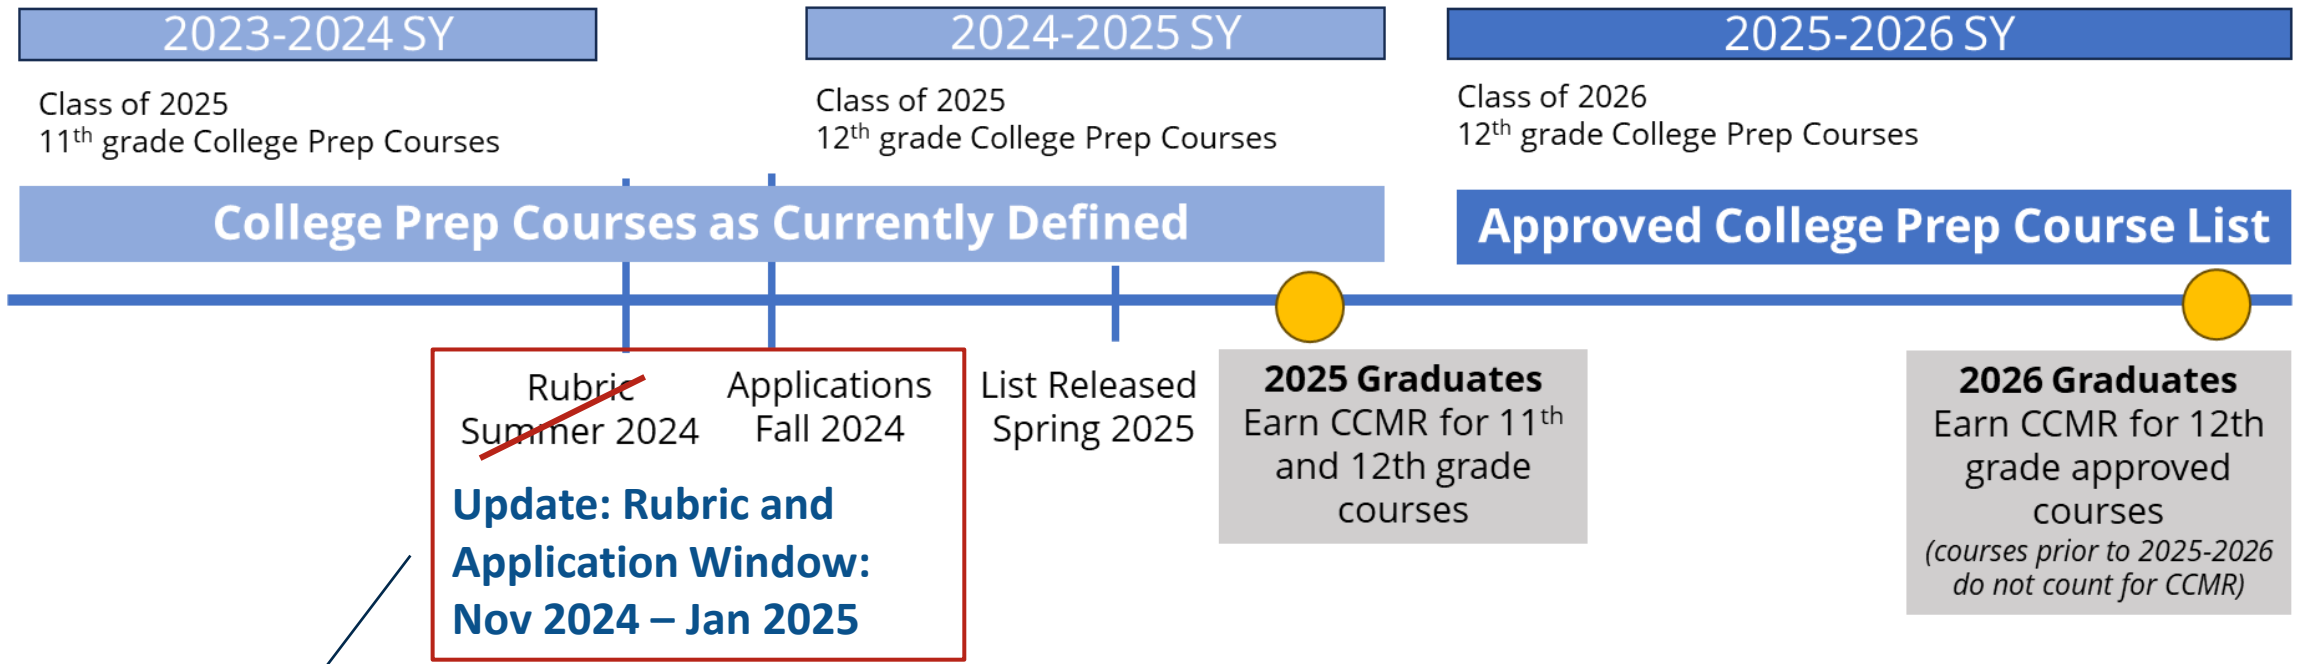 2023-2024 SY
2024-2025 SY
2025-2026 SY
Class of 2025
11th grade College Prep Courses
Class of 2025
12th grade College Prep Courses
Class of 2026
12th grade College Prep Courses
College Prep Courses as Currently Defined
Approved College Prep Course List
Rubric
Summer 2024
Applications
Fall 2024
Update: Rubric and
Application Window:
Nov 2024 – Jan 2025
List Released
Spring 2025
2025 Graduates
Earn CCMR for 11th
and 12th grade
courses
2026 Graduates
Earn CCMR for 12th
grade approved
courses
(courses prior to 2025-2026
do not count for CCMR)